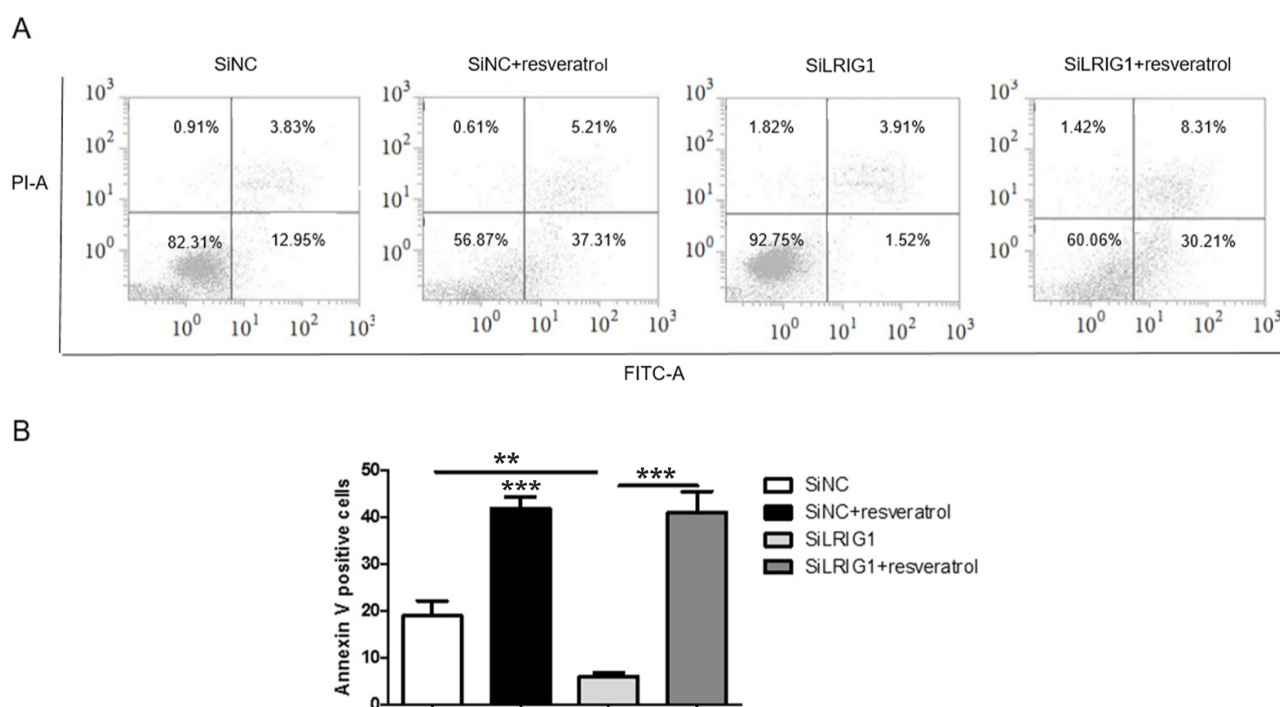 A
SiNC SiNC+resveratrol SiLRIG1 SiLRIG1+resveratrol
10³ 10³ 10³ 10³
0.91% 3.83% 0.61% 5.21% 1.82% 3.91% 1.42% 8.31%
10² 10² 10² 10²
PI-A
10¹ 10¹ 10¹ 10¹
82.31% 12.95% 56.87% 37.31% 92.75% 1.52% 60.06% 30.21%
10⁰ 10⁰ 10⁰ 10⁰
10⁰ 10¹ 10² 10³ 10⁰ 10¹ 10² 10³ 10⁰ 10¹ 10² 10³ 10⁰ 10¹ 10² 10³
FITC-A
B
Annexin V positive cells
50
40
30
20
10
0
**
***
***
SiNC
SiNC+resveratrol
SiLRIG1
SiLRIG1+resveratrol